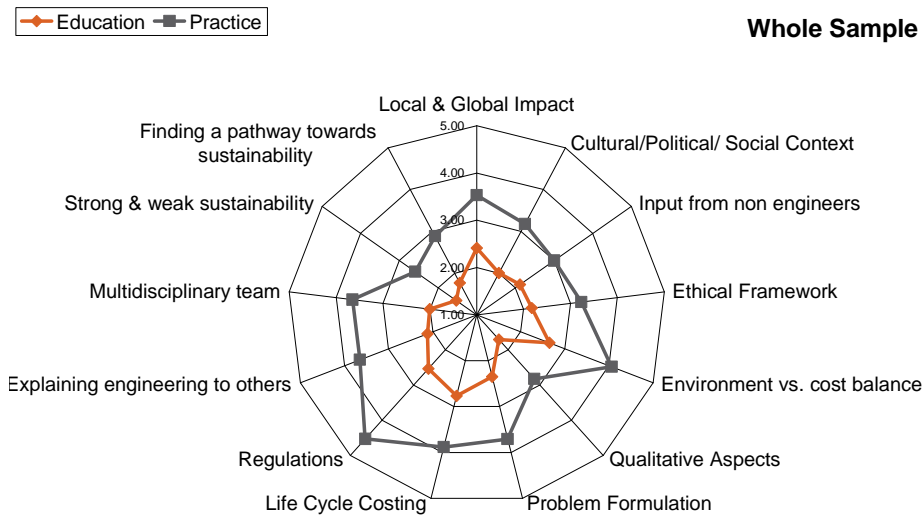 Education Practice
Whole Sample
Local & Global Impact
Cultural/Political/ Social Context
Input from non engineers
Ethical Framework
Environment vs. cost balance
Qualitative Aspects
Problem Formulation
Life Cycle Costing
Regulations
Explaining engineering to others
Multidisciplinary team
Strong & weak sustainability
Finding a pathway towards
sustainability
5.00
4.00
3.00
2.00
1.00